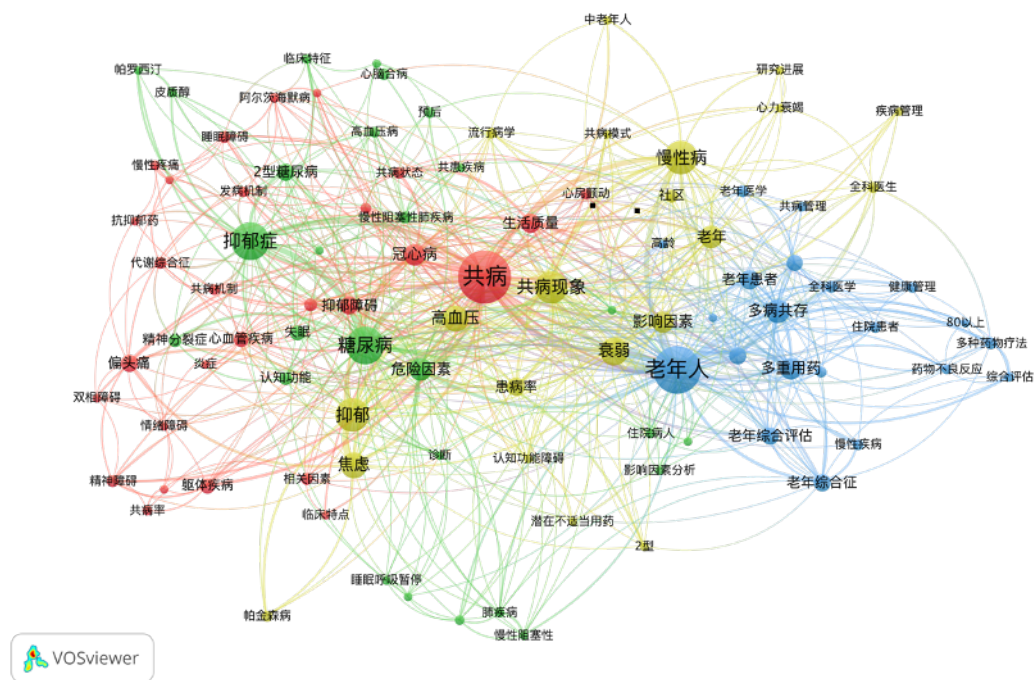 中老年人
临床特征
帕罗西汀
心脑合病
研究进展
皮质醇
阿尔茨海默病
预后
心力衰竭
疾病管理
睡眠障碍
高血压病
流行病学
共病模式
慢性疼痛
2型糖尿病
共病状态
共患疾病
慢性病
发病机制
心房颤动
社区
老年医学
全科医生
抗抑郁药
慢性阻塞性肺疾病
生活质量
共病管理
抑郁症
老年
高龄
代谢综合征
冠心病
共病
共病现象
老年患者
共病机制
全科医学
健康管理
抑郁障碍
高血压
影响因素
多病共存
住院患者
80以上
精神分裂症
心血管疾病
失眠
糖尿病
多种药物疗法
偏头痛
炎症
衰弱
认知功能
危险因素
老年人
多重用药
药物不良反应
综合评估
患病率
双相障碍
抑郁
情绪障碍
住院病人
老年综合评估
慢性疾病
诊断
认知功能障碍
焦虑
影响因素分析
精神障碍
躯体疾病
相关因素
老年综合征
共病率
临床特点
潜在不适当用药
2型
睡眠呼吸暂停
帕金森病
肺疾病
慢性阻塞性
VOSviewer